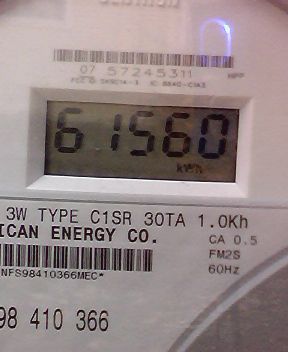 07 57245311 HPP
61560
kWh
3W TYPE C1SR 30TA 1.0Kh
ICAN ENERGY CO.
CA 0.5
FM2S
60Hz
NFS98410366MEC*
98 410 366